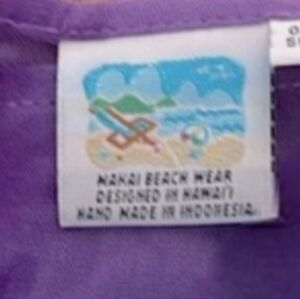 MAKAI BEACH WEAR
DESIGNED IN HAWAI'I
HAND MADE IN INDONESIA.